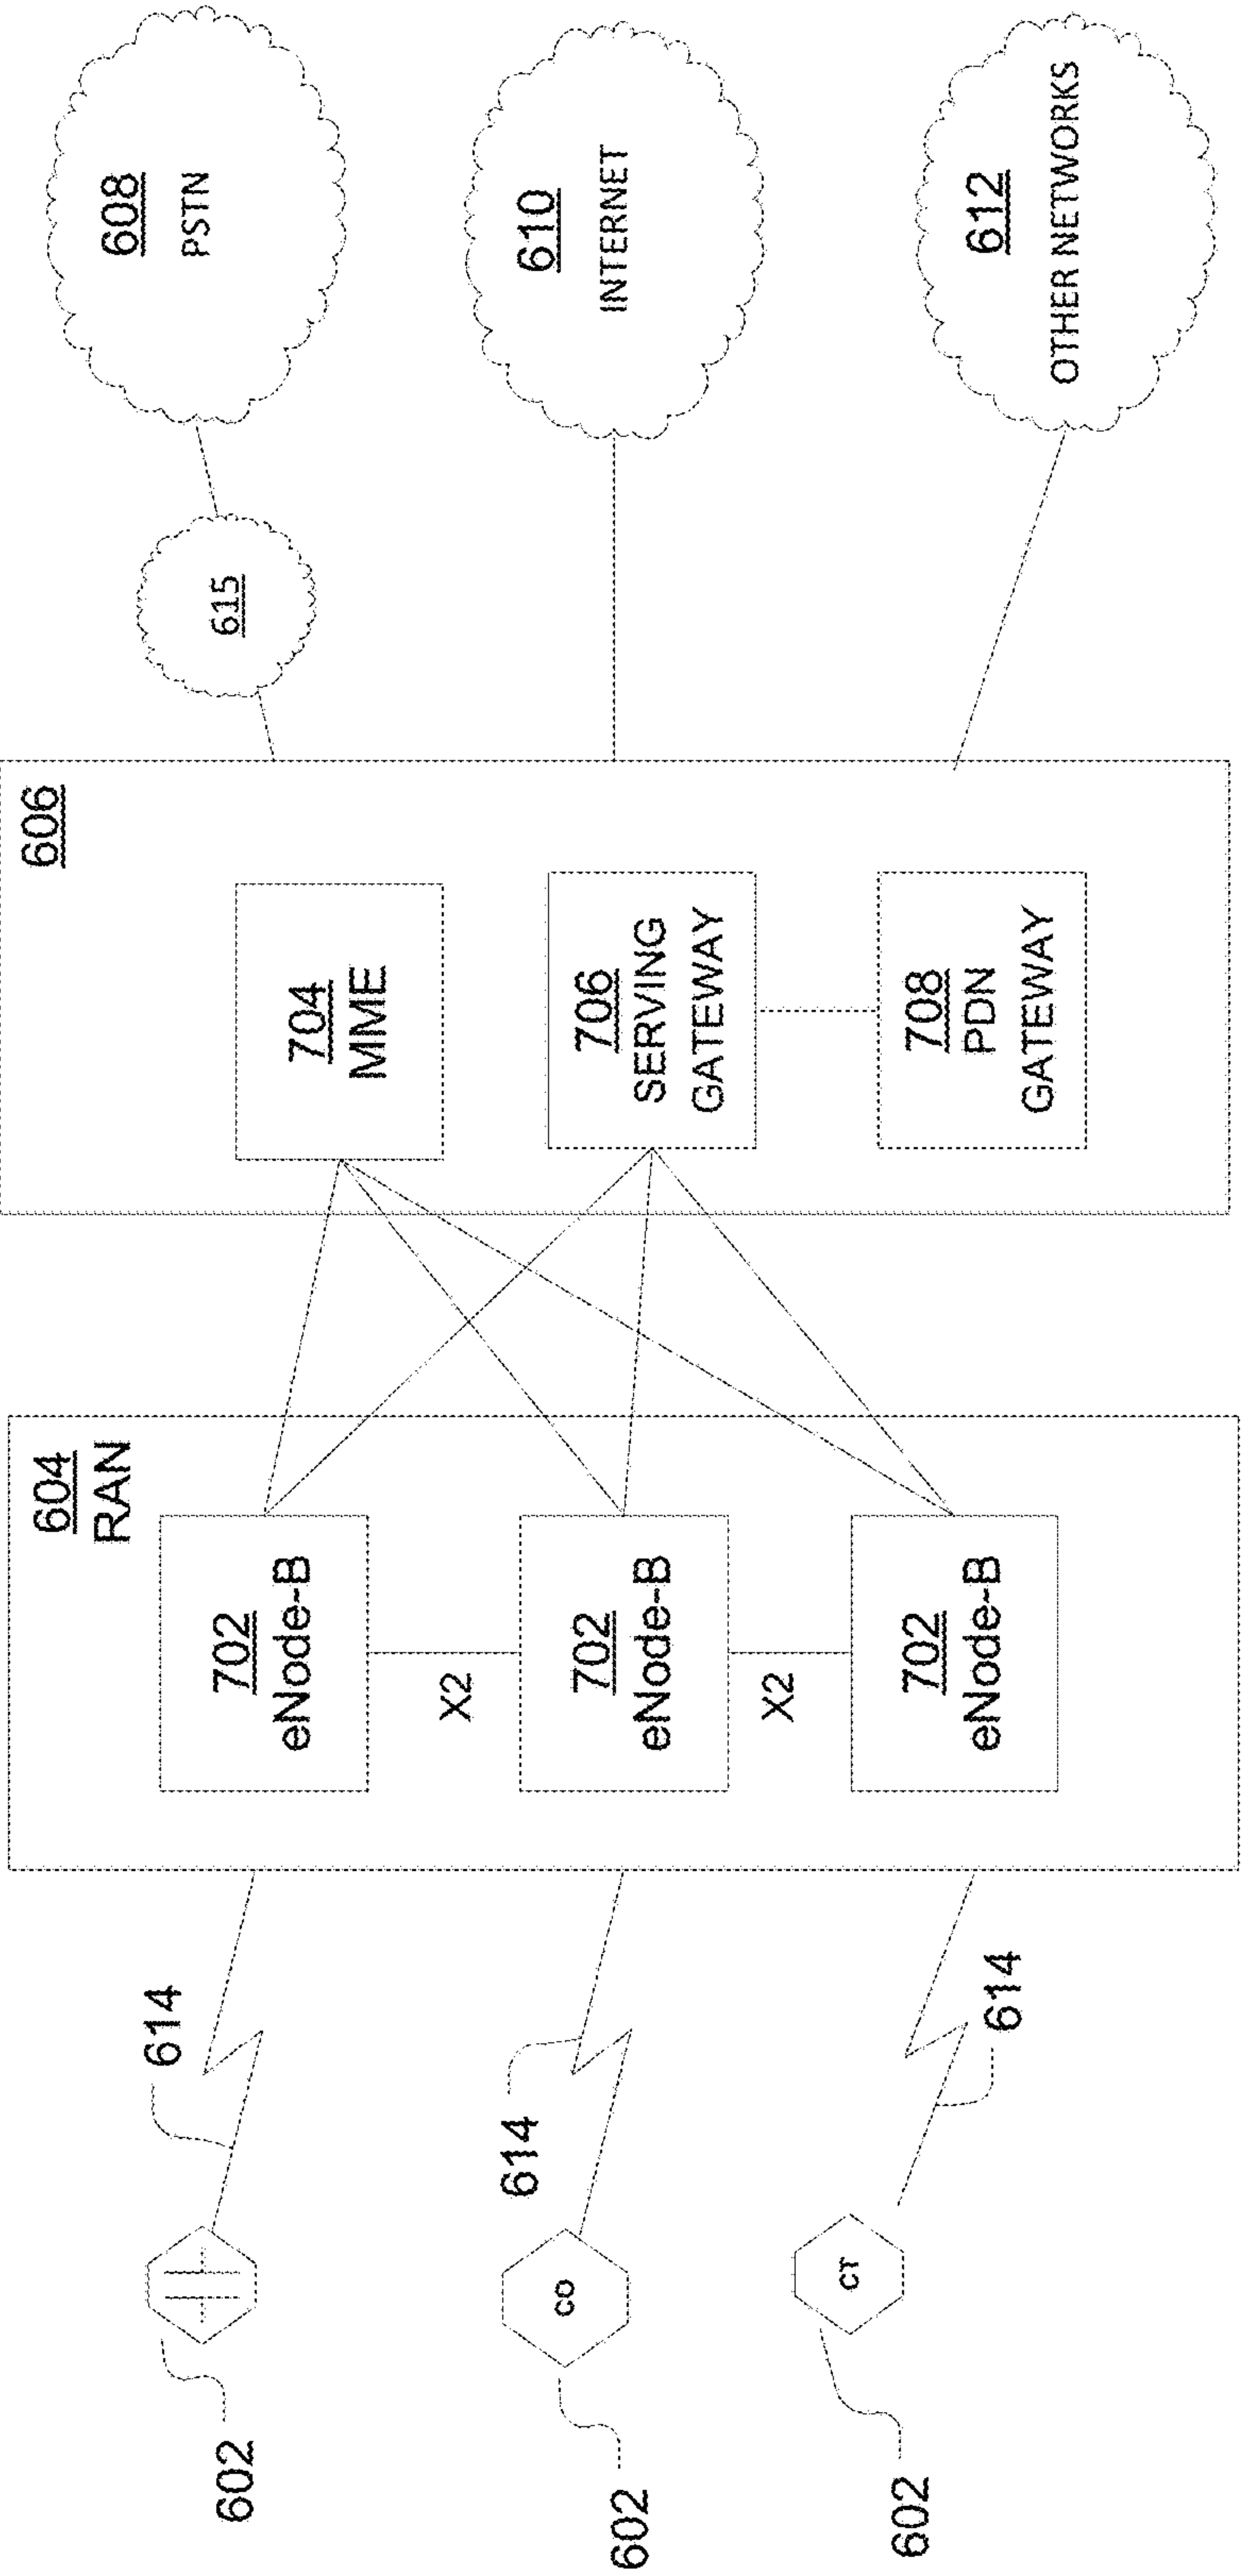 602
614
602
CO
614
602
CT
614
604
RAN
702
eNode-B
X2
702
eNode-B
X2
702
eNode-B
606
704
MME
706
SERVING
GATEWAY
708
PDN
GATEWAY
615
608
PSTN
610
INTERNET
612
OTHER NETWORKS